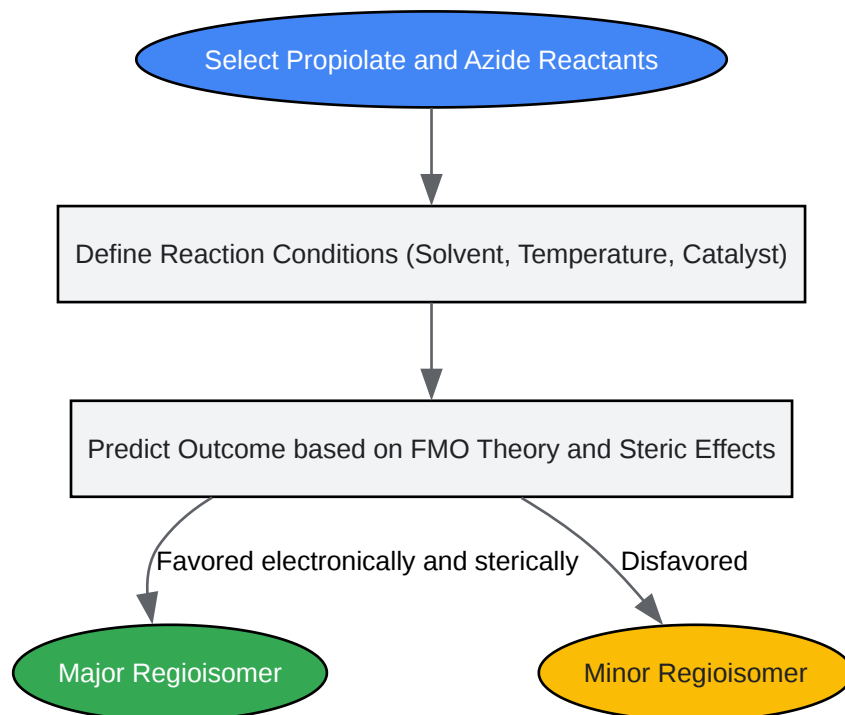 Select Propiolate and Azide Reactants
Define Reaction Conditions (Solvent, Temperature, Catalyst)
Predict Outcome based on FMO Theory and Steric Effects
Favored electronically and sterically
Disfavored
Major Regioisomer
Minor Regioisomer